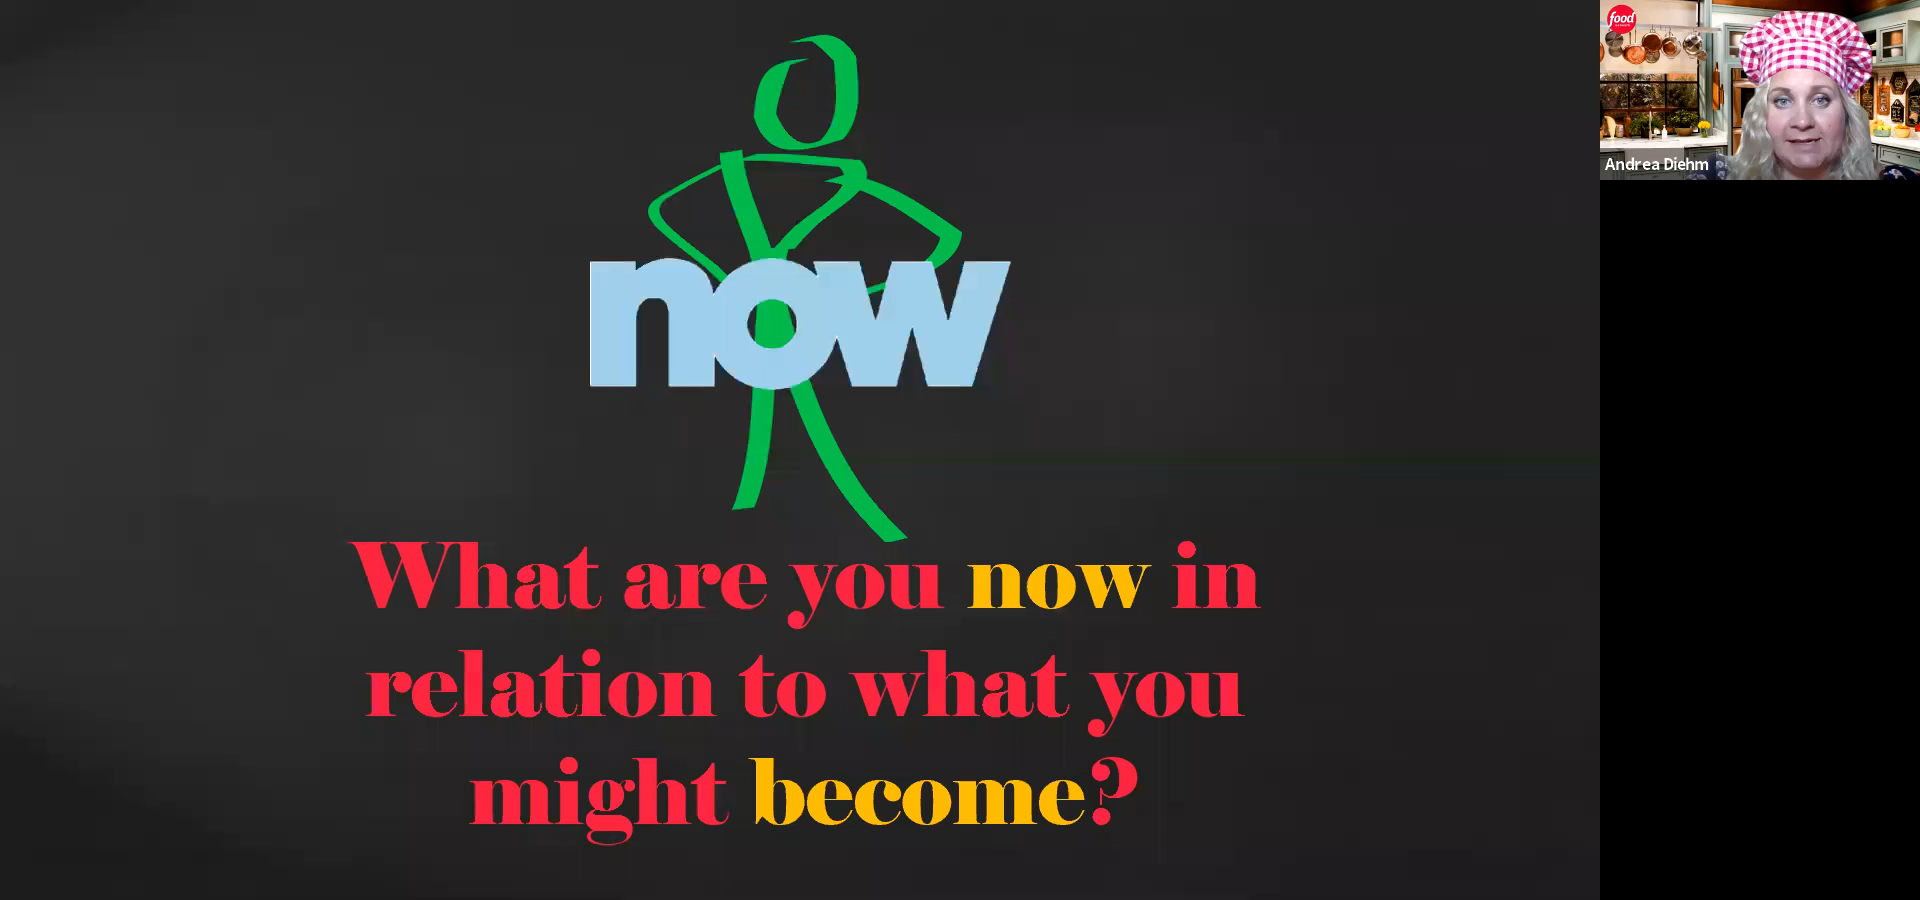 now
What are you now in
relation to what you
might become?
food
Andrea Diehm